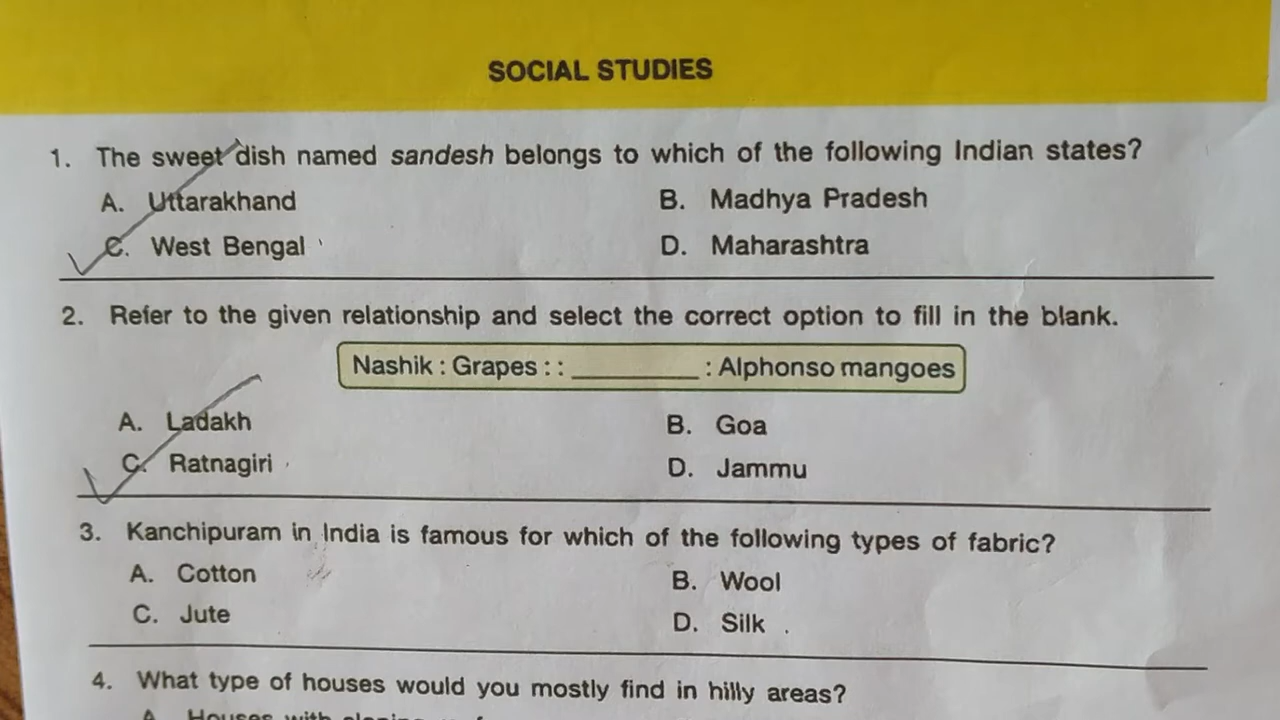 SOCIAL STUDIES
1. The sweet dish named sandesh belongs to which of the following Indian states?
A. Uttarakhand B. Madhya Pradesh
C. West Bengal D. Maharashtra
2. Refer to the given relationship and select the correct option to fill in the blank.
Nashik : Grapes : : __________ : Alphonso mangoes
A. Ladakh B. Goa
C. Ratnagiri D. Jammu
3. Kanchipuram in India is famous for which of the following types of fabric?
A. Cotton B. Wool
C. Jute D. Silk
4. What type of houses would you mostly find in hilly areas?
A. Houses with